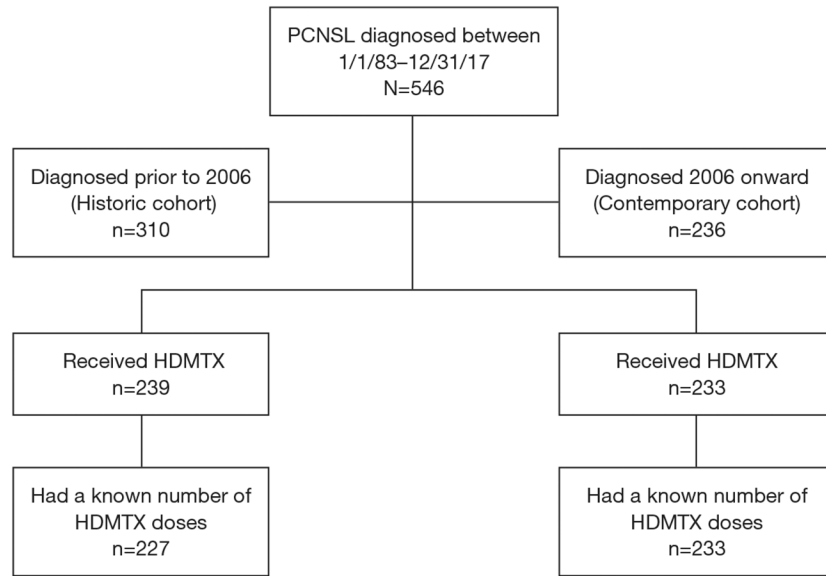 PCNSL diagnosed between
1/1/83–12/31/17
N=546
Diagnosed prior to 2006
(Historic cohort)
n=310
Diagnosed 2006 onward
(Contemporary cohort)
n=236
Received HDMTX
n=239
Received HDMTX
n=233
Had a known number of
HDMTX doses
n=227
Had a known number of
HDMTX doses
n=233